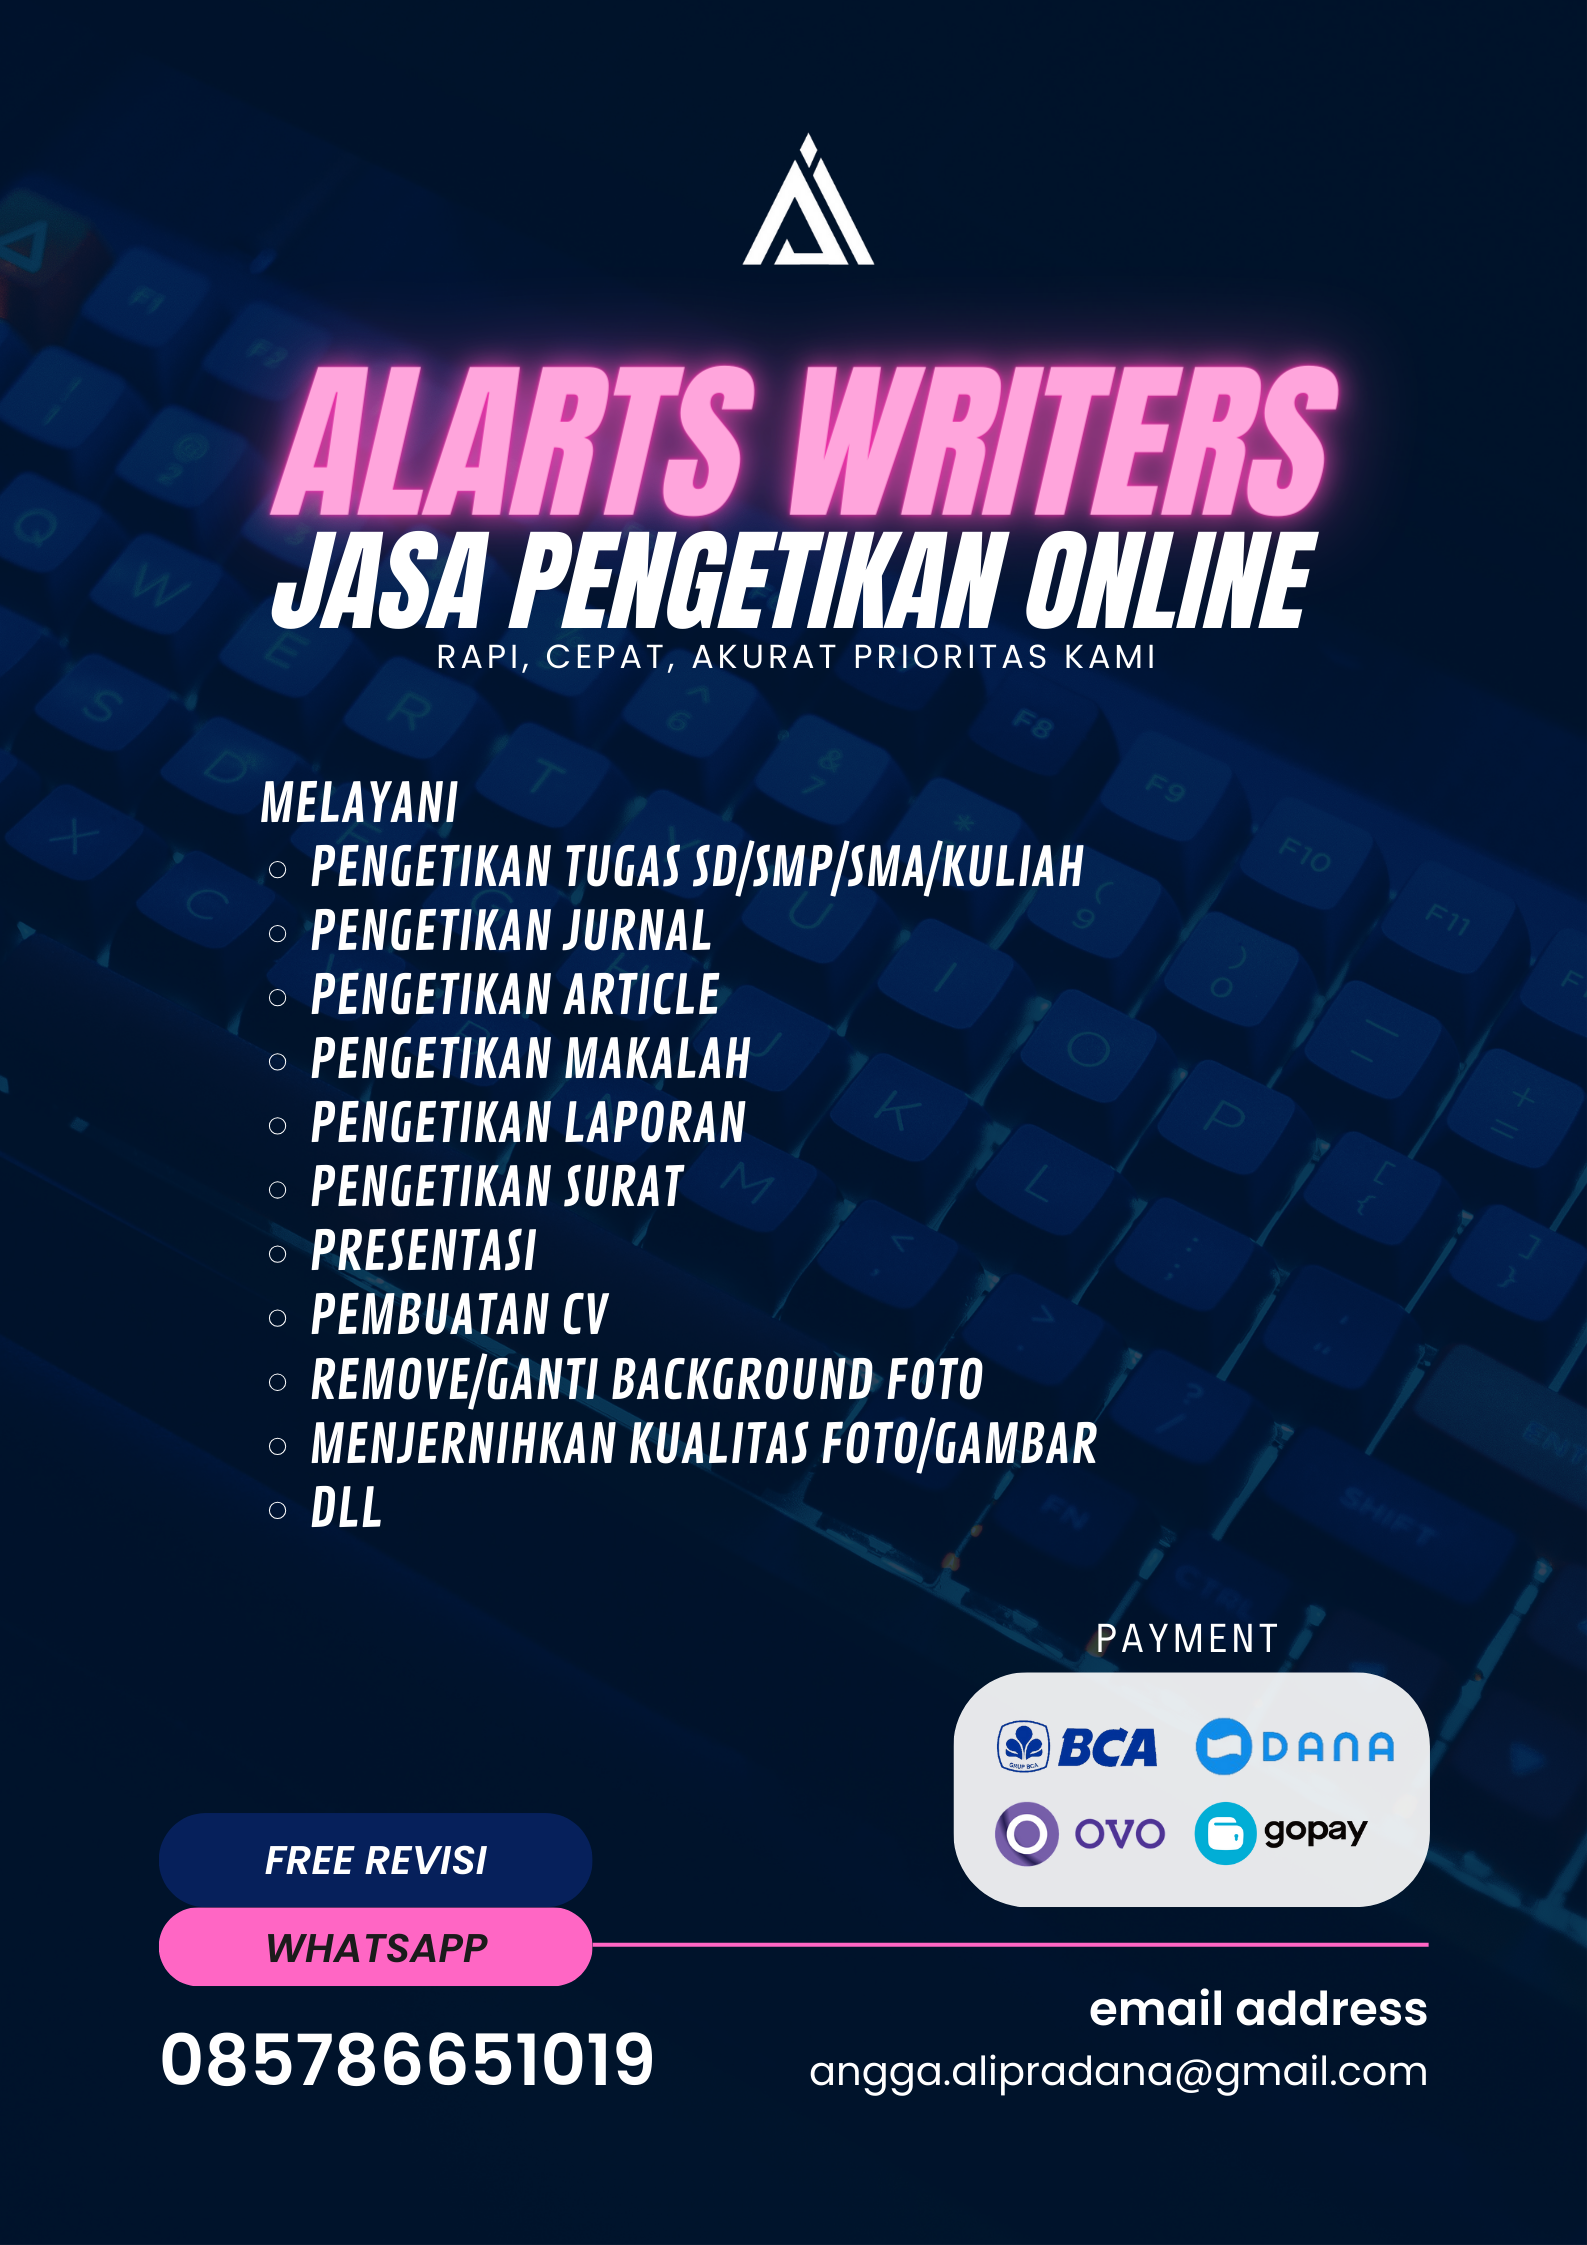 ALARTS WRITERS
JASA PENGETIKAN ONLINE
RAPI, CEPAT, AKURAT PRIORITAS KAMI
MELAYANI
PENGETIKAN TUGAS SD/SMP/SMA/KULIAH
PENGETIKAN JURNAL
PENGETIKAN ARTICLE
PENGETIKAN MAKALAH
PENGETIKAN LAPORAN
PENGETIKAN SURAT
PRESENTASI
PEMBUATAN CV
REMOVE/GANTI BACKGROUND FOTO
MENJERNIHKAN KUALITAS FOTO/GAMBAR
DLL
PAYMENT
GRUP BCA BCA DANA
OVO gopay
FREE REVISI
WHATSAPP
085786651019
email address
angga.alipradana@gmail.com